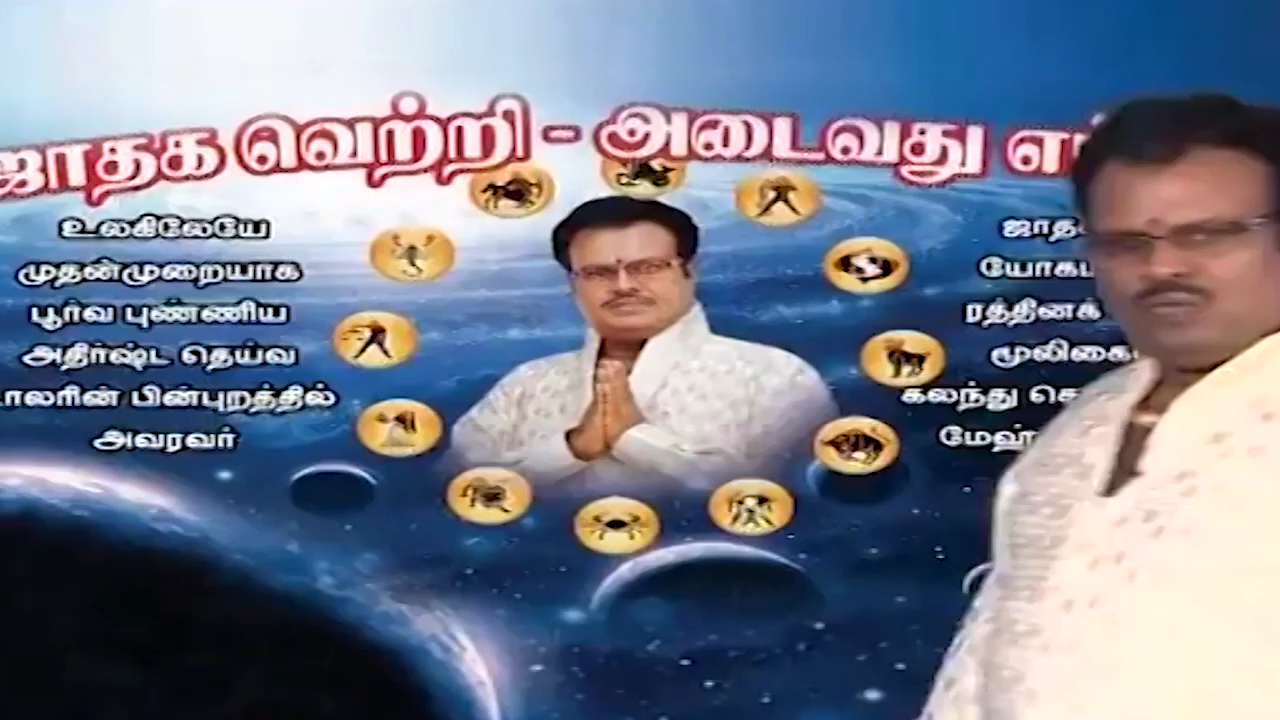 ஜாதக வெற்றி - அடைவது
உலகிலேயே
முதன்முறையாக
பூர்வ புண்ணிய
அதிர்ஷ்ட தெய்வ
பின்புறத்தில்
அவரவர்
ரத்தினக்
கலந்து